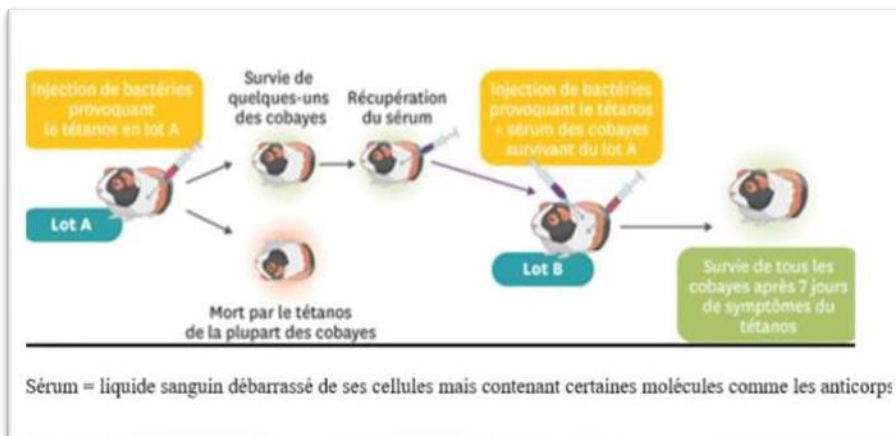 Injection de bactéries
provoquant
le tétanos en lot A
Survie de
quelques-uns
des cobayes
Récupération
du sérum
Injection de bactéries
provoquant le tétanos
+ sérum des cobayes
survivant du lot A
Lot A
Lot B
Mort par le tétanos
de la plupart des cobayes
Survie de tous les
cobayes après 7 jours
de symptômes du
tétanos
Sérum = liquide sanguin débarrassé de ses cellules mais contenant certaines molécules comme les anticorps